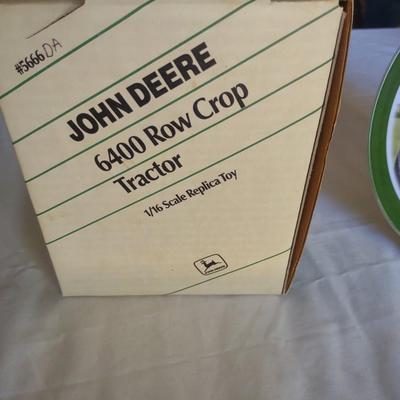 #5666DA
JOHN DEERE
6400 Row Crop
Tractor
1/16 Scale Replica Toy